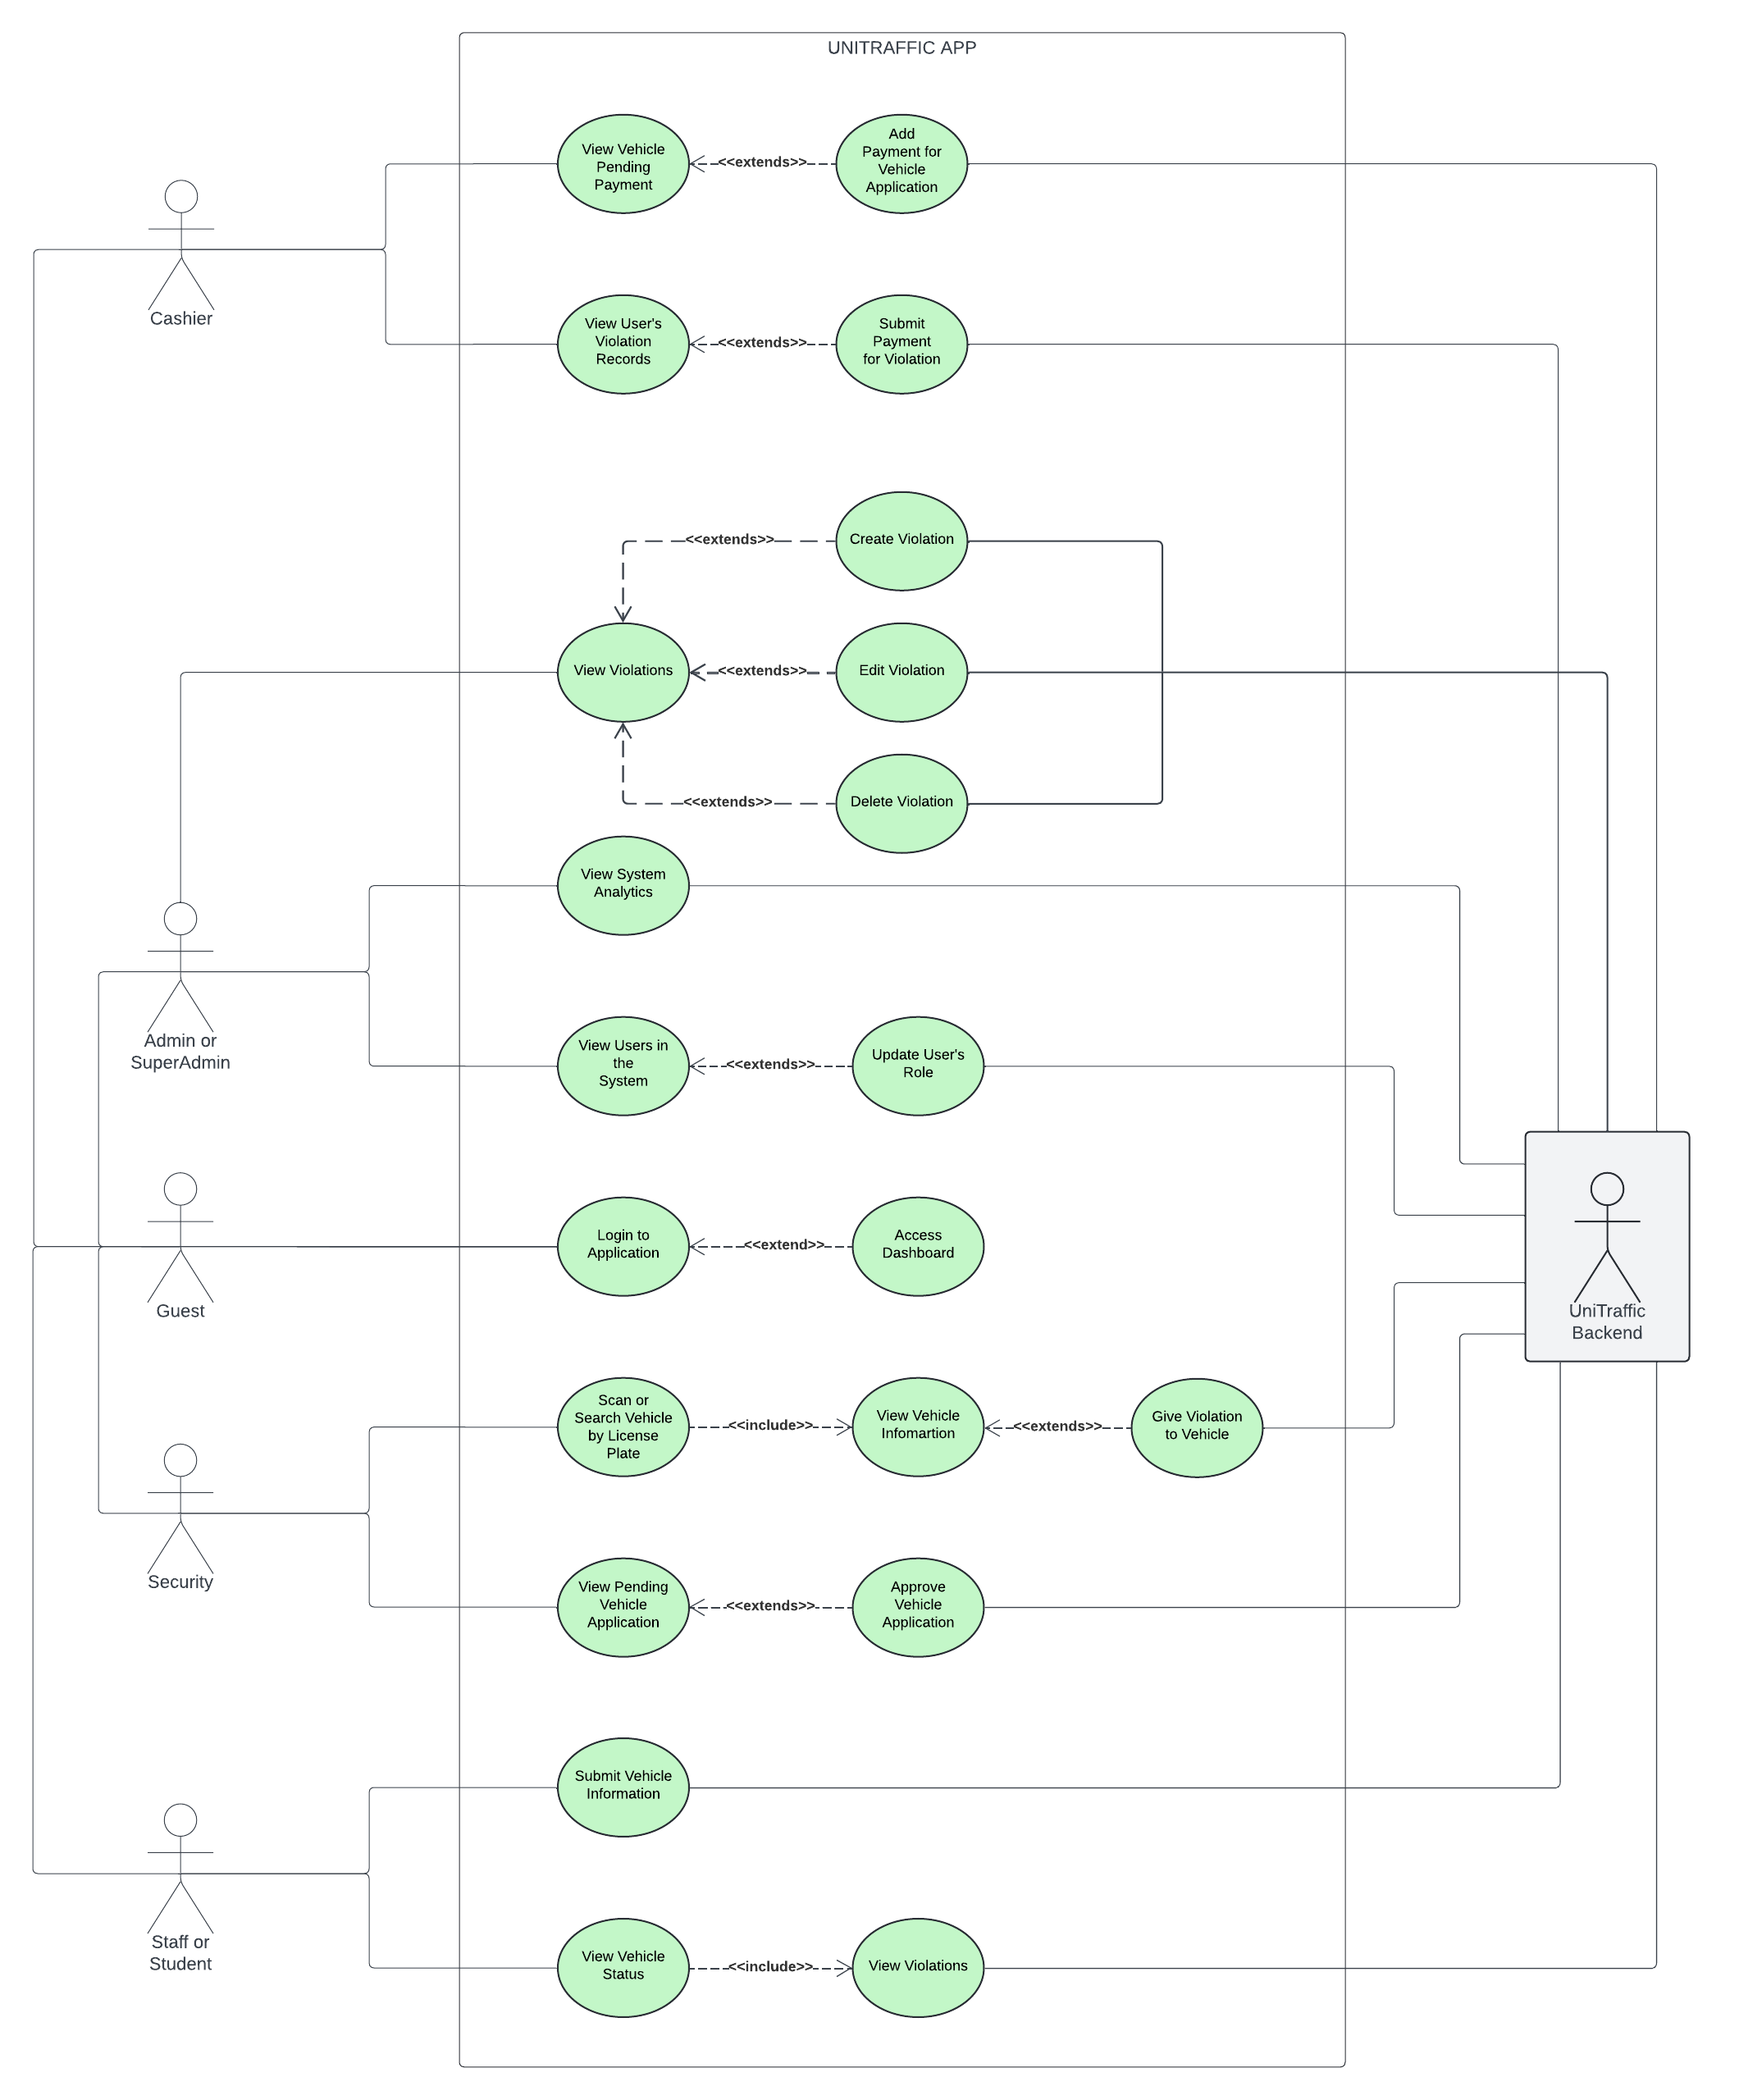 UNITRAFFIC APP
View Vehicle
Pending
Payment
<<extends>>
Add
Payment for
Vehicle
Application
Cashier
View User's
Violation
Records
<<extends>>
Submit
Payment
for Violation
<<extends>>
Create Violation
View Violations
<<extends>>
Edit Violation
<<extends>>
Delete Violation
View System
Analytics
Admin or
SuperAdmin
View Users in
the
System
<<extends>>
Update User's
Role
Guest
Login to
Application
<<extend>>
Access
Dashboard
UniTraffic
Backend
Scan or
Search Vehicle
by License
Plate
<<include>>
View Vehicle
Infomartion
<<extends>>
Give Violation
to Vehicle
Security
View Pending
Vehicle
Application
<<extends>>
Approve
Vehicle
Application
Submit Vehicle
Information
Staff or
Student
View Vehicle
Status
<<include>>
View Violations